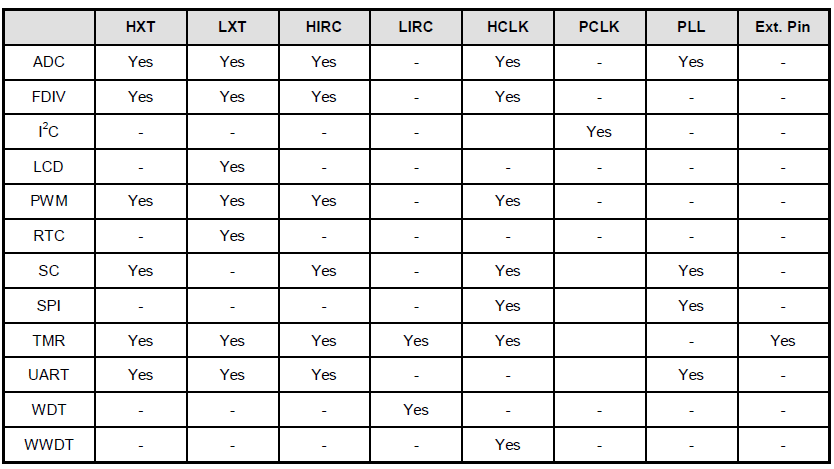 HXT LXT HIRC LIRC HCLK PCLK PLL Ext. Pin
ADC Yes Yes Yes - Yes - Yes -
FDIV Yes Yes Yes - Yes - - -
I²C - - - - Yes - -
LCD - Yes - - - - - -
PWM Yes Yes Yes - Yes - - -
RTC - Yes - - - - - -
SC Yes - Yes - Yes Yes -
SPI - - - - Yes Yes -
TMR Yes Yes Yes Yes Yes - Yes
UART Yes Yes Yes - - Yes -
WDT - - - Yes - - - -
WWDT - - - - Yes - - -